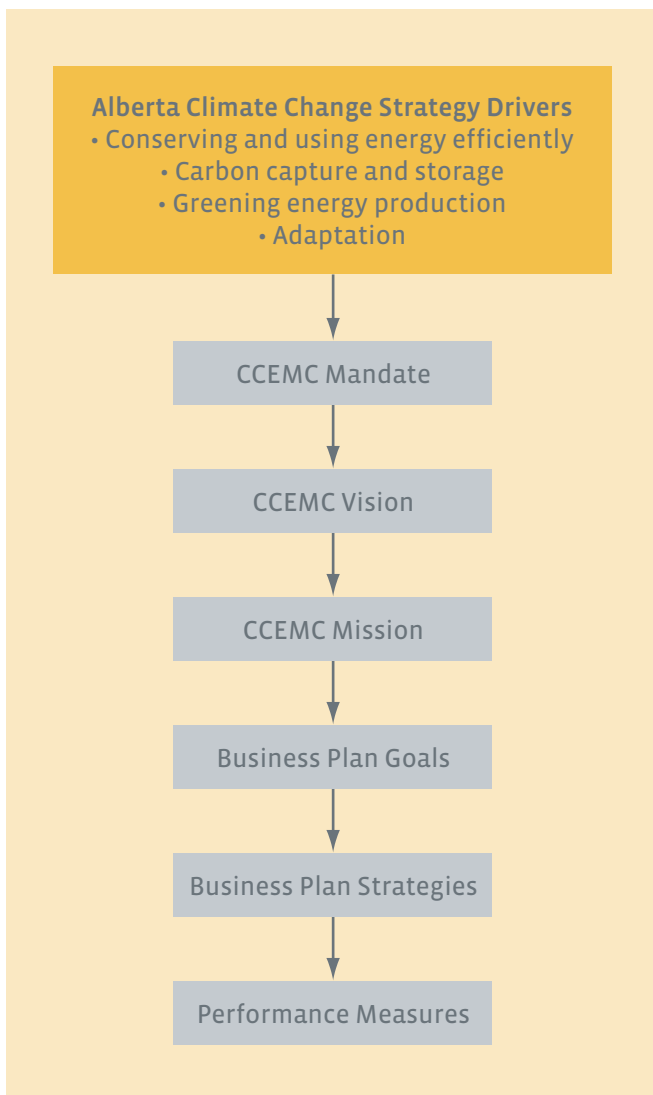 Alberta Climate Change Strategy Drivers
• Conserving and using energy efficiently
• Carbon capture and storage
• Greening energy production
• Adaptation
CCEMC Mandate
CCEMC Vision
CCEMC Mission
Business Plan Goals
Business Plan Strategies
Performance Measures